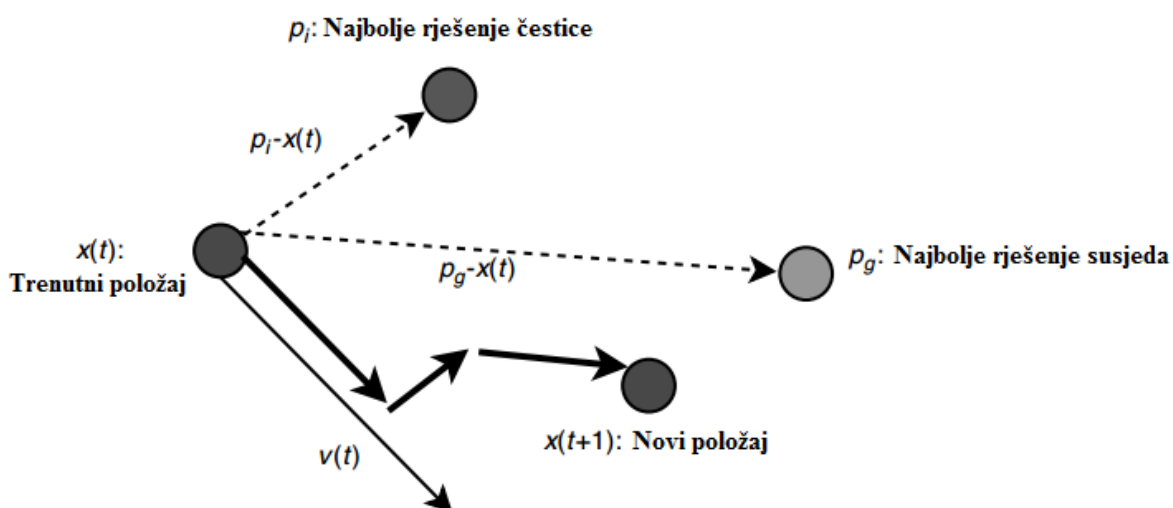 p_i: Najbolje rješenje čestice
p_i-x(t)
x(t):
Trenutni položaj
p_g-x(t)
p_g: Najbolje rješenje susjeda
v(t)
x(t+1): Novi položaj